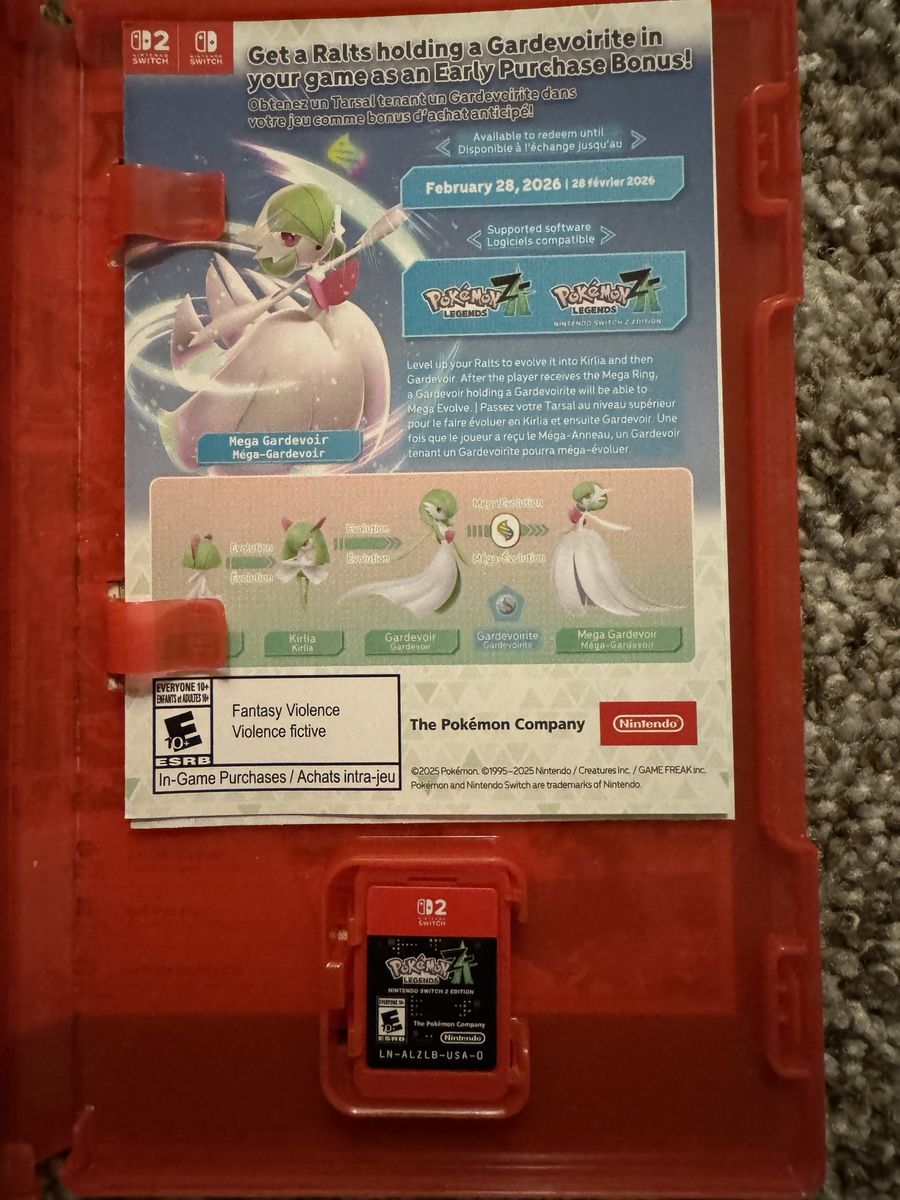 2
NINTENDO
SWITCH
NINTENDO
SWITCH
Get a Ralts holding a Gardevoirite in
your game as an Early Purchase Bonus!
Obtenez un Tarsal tenant un Gardevoirite dans
votre jeu comme bonus d'achat anticipé!
Available to redeem until
Disponible à l'échange jusqu'au
February 28, 2026 | 28 février 2026
Supported software
Logiciels compatible
POKÉMON
LEGENDS
Z-A
POKÉMON
LEGENDS
Z-A
NINTENDO SWITCH 2 EDITION
Level up your Ralts to evolve it into Kirlia and then
Gardevoir. After the player receives the Mega Ring,
a Gardevoir holding a Gardevoirite will be able to
Mega Evolve. | Passez votre Tarsal au niveau supérieur
pour le faire évoluer en Kirlia et ensuite Gardevoir. Une
fois que le joueur a reçu le Méga-Anneau, un Gardevoir
tenant un Gardevoirite pourra méga-évoluer
Mega Gardevoir
Méga-Gardevoir
Evolution
Évolution
Evolution
Évolution
Mega Evolution
Méga-Évolution
Kirlia
Kirlia
Gardevoir
Gardevoir
Gardevoirite
Gardevoirite
Mega Gardevoir
Méga-Gardevoir
EVERYONE 10+
ENFANTS et ADULTES 10+
E
10+
ESRB
Fantasy Violence
Violence fictive
In-Game Purchases / Achats intra-jeu
The Pokémon Company
Nintendo
©2025 Pokémon. ©1995–2025 Nintendo / Creatures Inc. / GAME FREAK inc.
Pokémon and Nintendo Switch are trademarks of Nintendo.
2
NINTENDO
SWITCH
POKÉMON
LEGENDS
Z-A
NINTENDO SWITCH 2 EDITION
EVERYONE 10+
E
10+
ESRB
The Pokémon Company
Nintendo
LN-AL2LB-USA-0